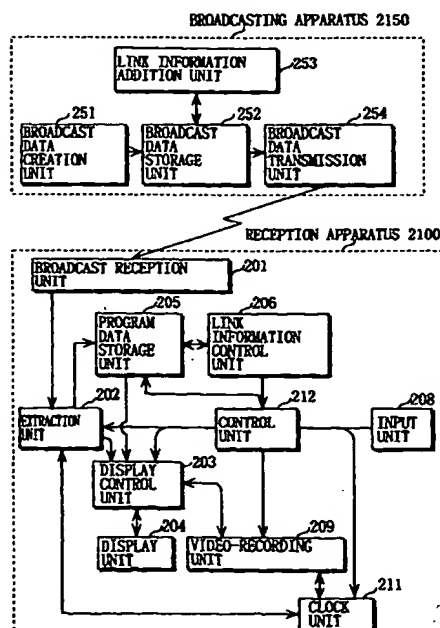 BROADCASTING APPARATUS 2150
LINK INFORMATION
ADDITION UNIT
253
251
252
254
BROADCAST
DATA
CREATION
UNIT
BROADCAST
DATA
STORAGE
UNIT
BROADCAST
DATA
TRANSMISSION
UNIT
RECEPTION APPARATUS 2100
BROADCAST RECEPTION
UNIT
201
205
206
PROGRAM
DATA
STORAGE
UNIT
LINK
INFORMATION
CONTROL
UNIT
202
212
208
EXTRACTION
UNIT
CONTROL
UNIT
INPUT
UNIT
203
DISPLAY
CONTROL
UNIT
204
209
DISPLAY
UNIT
VIDEO-RECORDING
UNIT
211
CLOCK
UNIT